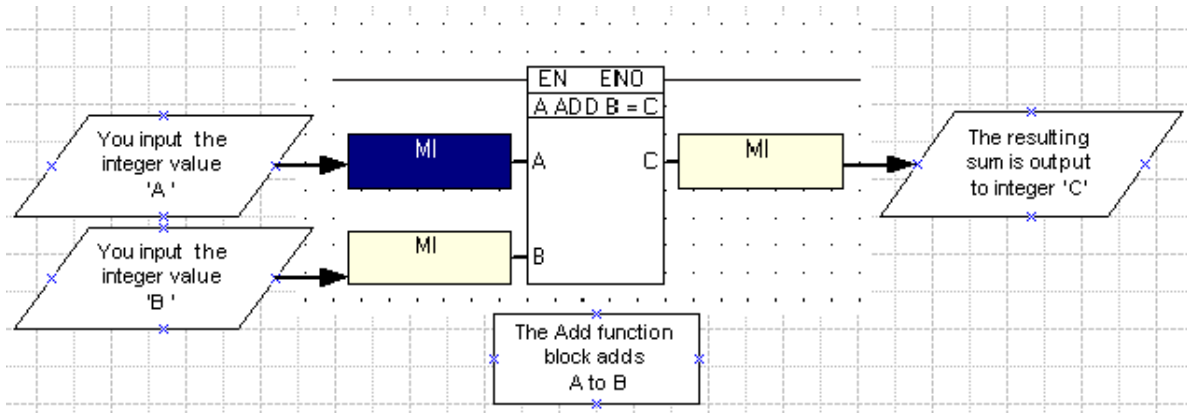 EN ENO
A ADD B = C
You input the
integer value
'A '
MI
A
C
MI
The resulting
sum is output
to integer 'C'
You input the
integer value
'B '
MI
B
The Add function
block adds
A to B